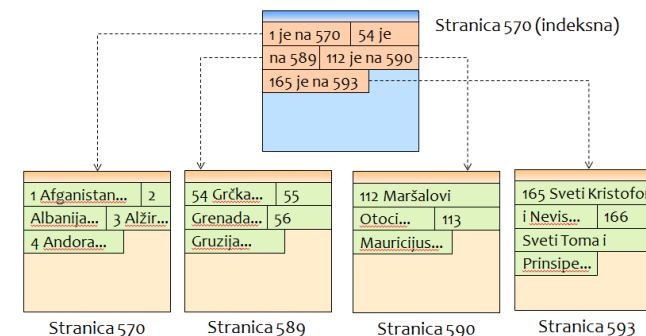 Stranica 570 (indeksna)
1 je na 570 54 je
na 589 112 je na 590
165 je na 593
1 Afganistan... 2
Albanija... 3 Alžir...
4 Andora...
Stranica 570
54 Grčka... 55
Grenada... 56
Gruzija...
Stranica 589
112 Maršalovi
Otoci... 113
Mauricijus...
Stranica 590
165 Sveti Kristofor
i Nevis... 166
Sveti Toma i
Prinsipe...
Stranica 593